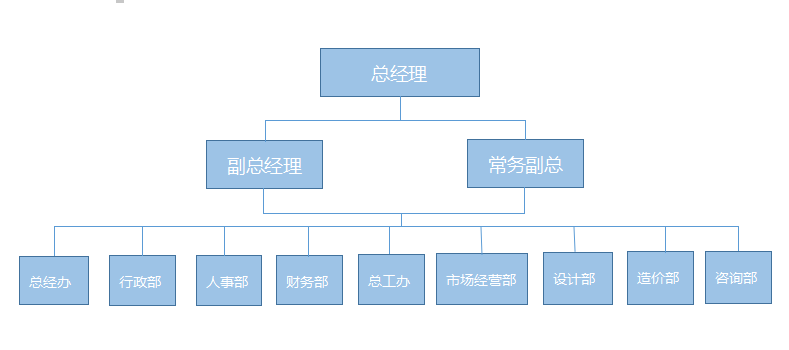 总经理
副总经理
常务副总
总经办
行政部
人事部
财务部
总工办
市场经营部
设计部
造价部
咨询部